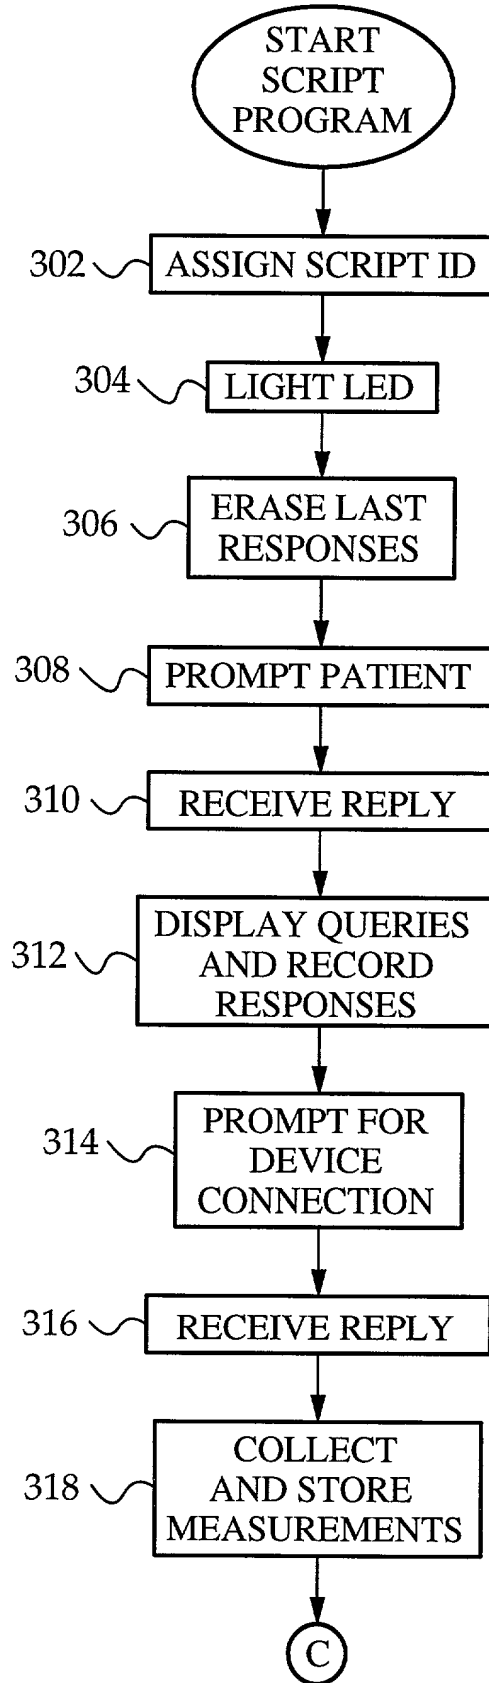 START
SCRIPT
PROGRAM
302
ASSIGN SCRIPT ID
304
LIGHT LED
306
ERASE LAST
RESPONSES
308
PROMPT PATIENT
310
RECEIVE REPLY
312
DISPLAY QUERIES
AND RECORD
RESPONSES
314
PROMPT FOR
DEVICE
CONNECTION
316
RECEIVE REPLY
318
COLLECT
AND STORE
MEASUREMENTS
C